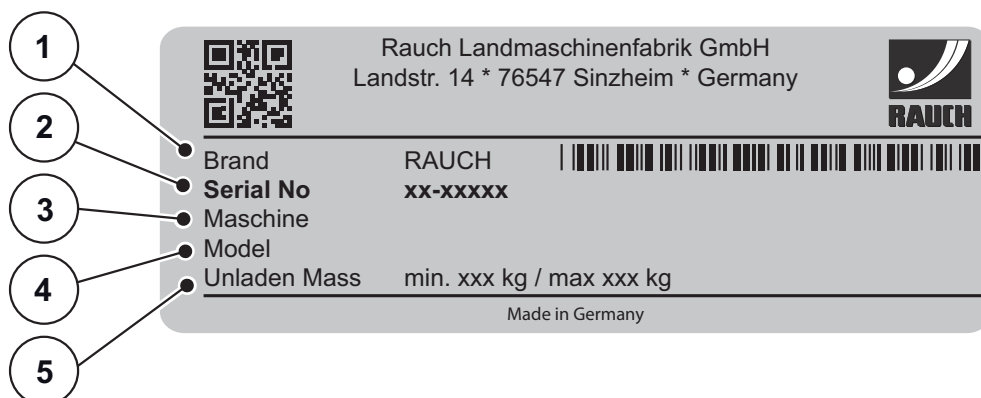 1
2
3
4
5
Rauch Landmaschinenfabrik GmbH
Landstr. 14 * 76547 Sinzheim * Germany
RAUCH
Brand RAUCH
Serial No xx-xxxxx
Maschine
Model
Unladen Mass min. xxx kg / max xxx kg
Made in Germany